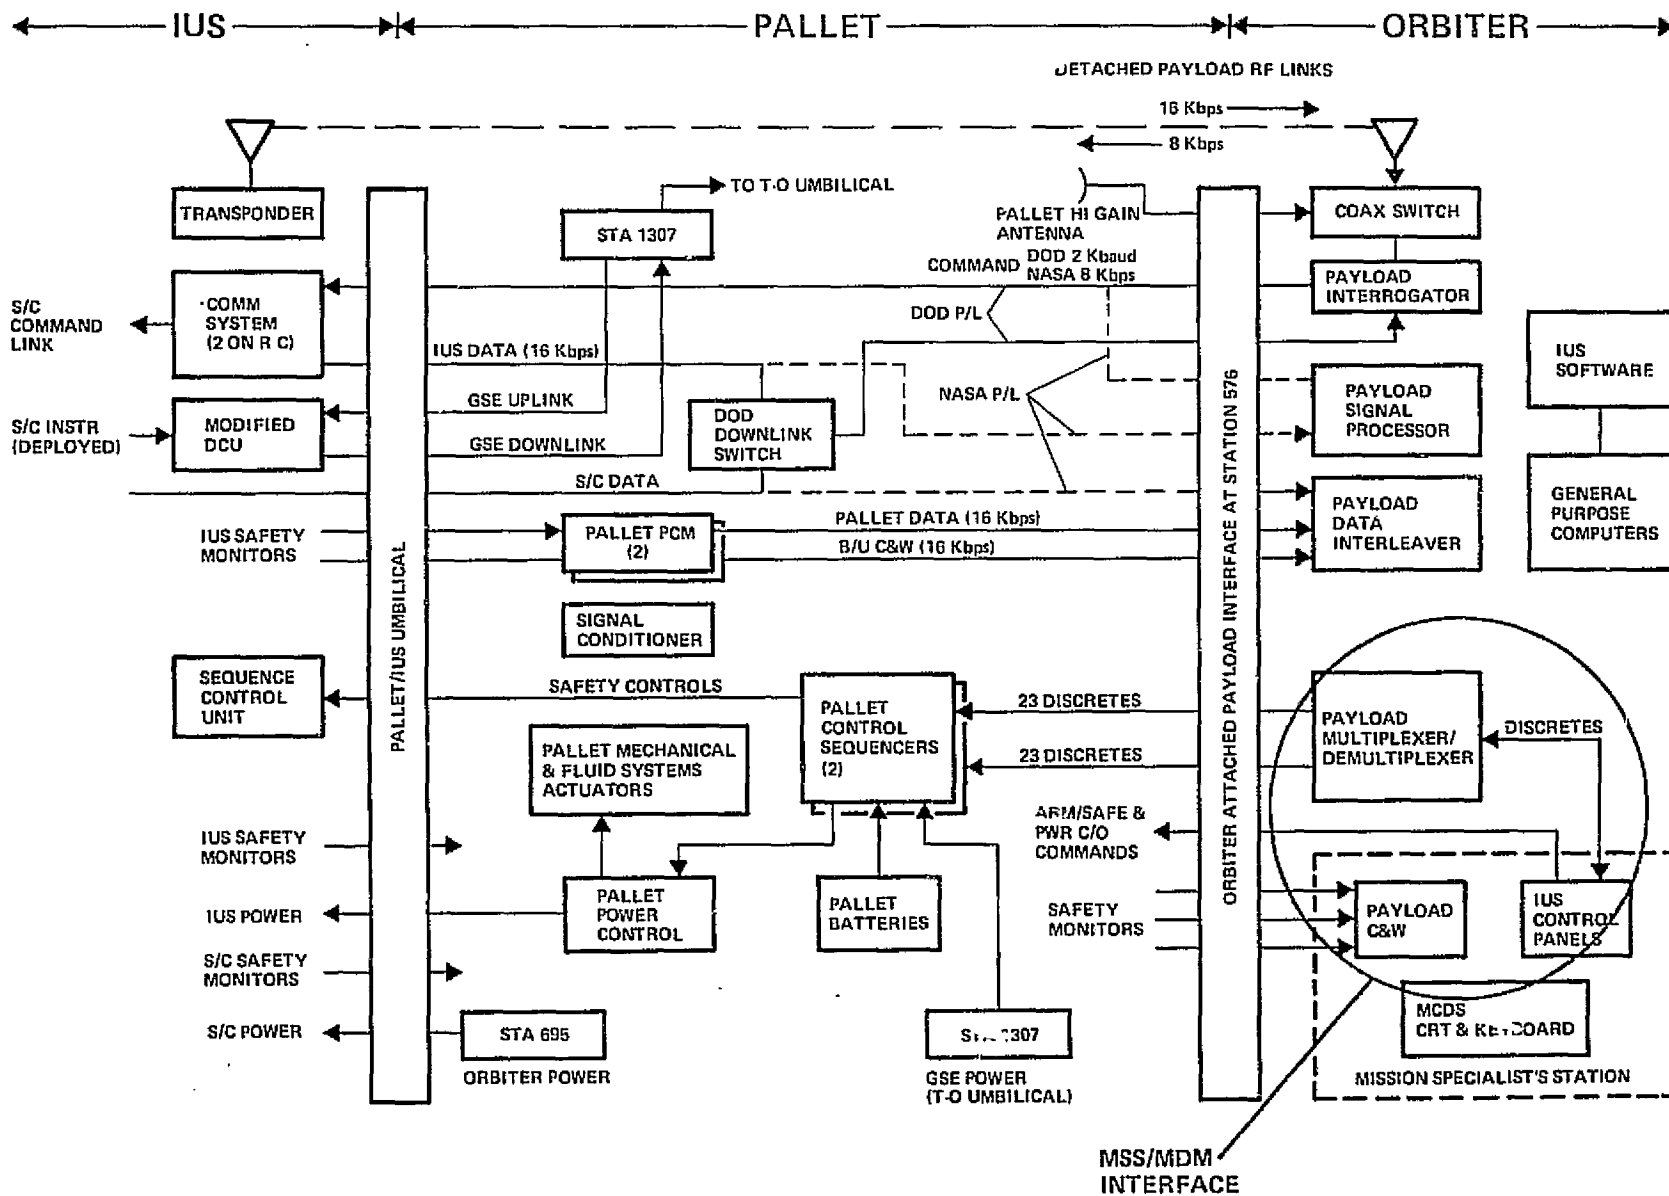 IUS
PALLET
ORBITER
DETACHED PAYLOAD RF LINKS
16 Kbps
8 Kbps
TRANSPONDER
TO T-O UMBILICAL
STA 1307
PALLET HI GAIN
ANTENNA
COAX SWITCH
COMMAND
DOD 2 Kbaud
NASA 8 Kbps
PAYLOAD
INTERROGATOR
S/C
COMMAND
LINK
COMM
SYSTEM
(2 ON R C)
DOD P/L
IUS DATA (16 Kbps)
IUS
SOFTWARE
NASA P/L
PAYLOAD
SIGNAL
PROCESSOR
S/C INSTR
(DEPLOYED)
MODIFIED
DCU
GSE UPLINK
GSE DOWNLINK
DOD
DOWNLINK
SWITCH
S/C DATA
GENERAL
PURPOSE
COMPUTERS
PAYLOAD
DATA
INTERLEAVER
IUS SAFETY
MONITORS
PALLET PCM
(2)
PALLET DATA (16 Kbps)
B/U C&W (16 Kbps)
SIGNAL
CONDITIONER
PALLET/IUS UMBILICAL
ORBITER ATTACHED PAYLOAD INTERFACE AT STATION 576
SEQUENCE
CONTROL
UNIT
SAFETY CONTROLS
PALLET
CONTROL
SEQUENCERS
(2)
23 DISCRETES
23 DISCRETES
PAYLOAD
MULTIPLEXER/
DEMULTIPLEXER
DISCRETES
PALLET MECHANICAL
& FLUID SYSTEMS
ACTUATORS
IUS SAFETY
MONITORS
ARM/SAFE &
PWR C/O
COMMANDS
IUS POWER
PALLET
POWER
CONTROL
PALLET
BATTERIES
SAFETY
MONITORS
PAYLOAD
C&W
IUS
CONTROL
PANELS
S/C SAFETY
MONITORS
S/C POWER
STA 695
ORBITER POWER
1307
GSE POWER
(T-O UMBILICAL)
MCDS
CRT &
MISSION SPECIALIST'S STATION
MSS/MDM
INTERFACE